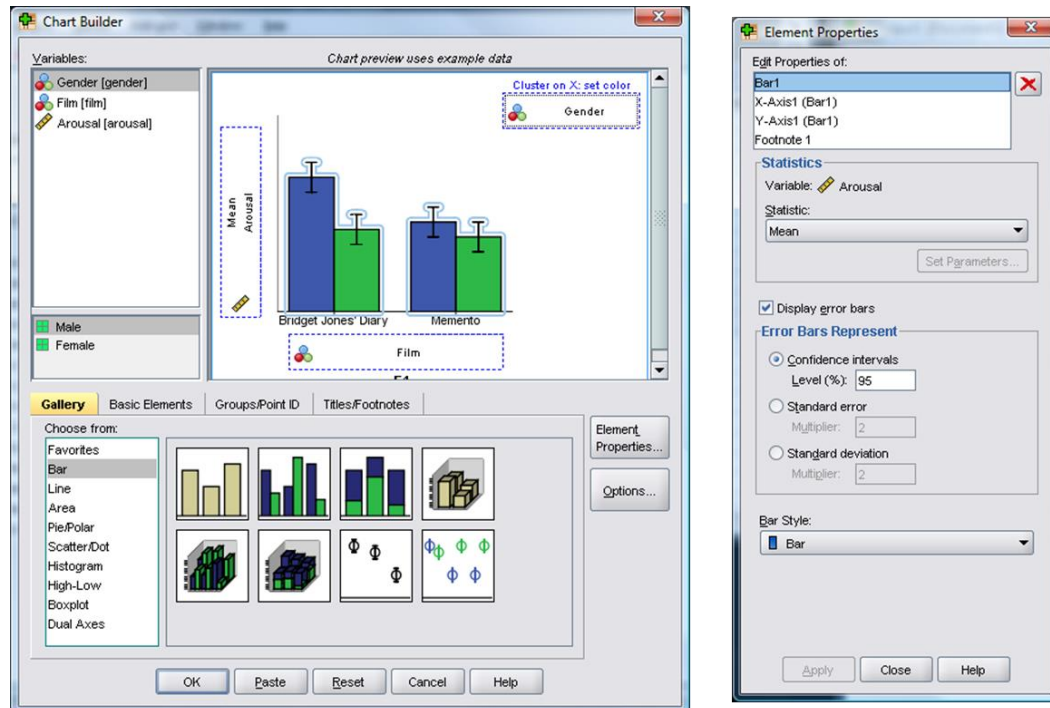 Chart Builder
Variables:
Gender [gender]
Film [film]
Arousal [arousal]
Male
Female
Chart preview uses example data
Cluster on X: set color
Gender
Mean
Arousal
Bridget Jones' Diary
Memento
Film
Gallery
Basic Elements
Groups/Point ID
Titles/Footnotes
Choose from:
Favorites
Bar
Line
Area
Pie/Polar
Scatter/Dot
Histogram
High-Low
Boxplot
Dual Axes
Element
Properties...
Options...
OK
Paste
Reset
Cancel
Help
Element Properties
Edit Properties of:
Bar1
X-Axis1 (Bar1)
Y-Axis1 (Bar1)
Footnote 1
Statistics
Variable: Arousal
Statistic:
Mean
Set Parameters...
Display error bars
Error Bars Represent
Confidence intervals
Level (%): 95
Standard error
Multiplier: 2
Standard deviation
Multiplier: 2
Bar Style:
Bar
Apply
Close
Help